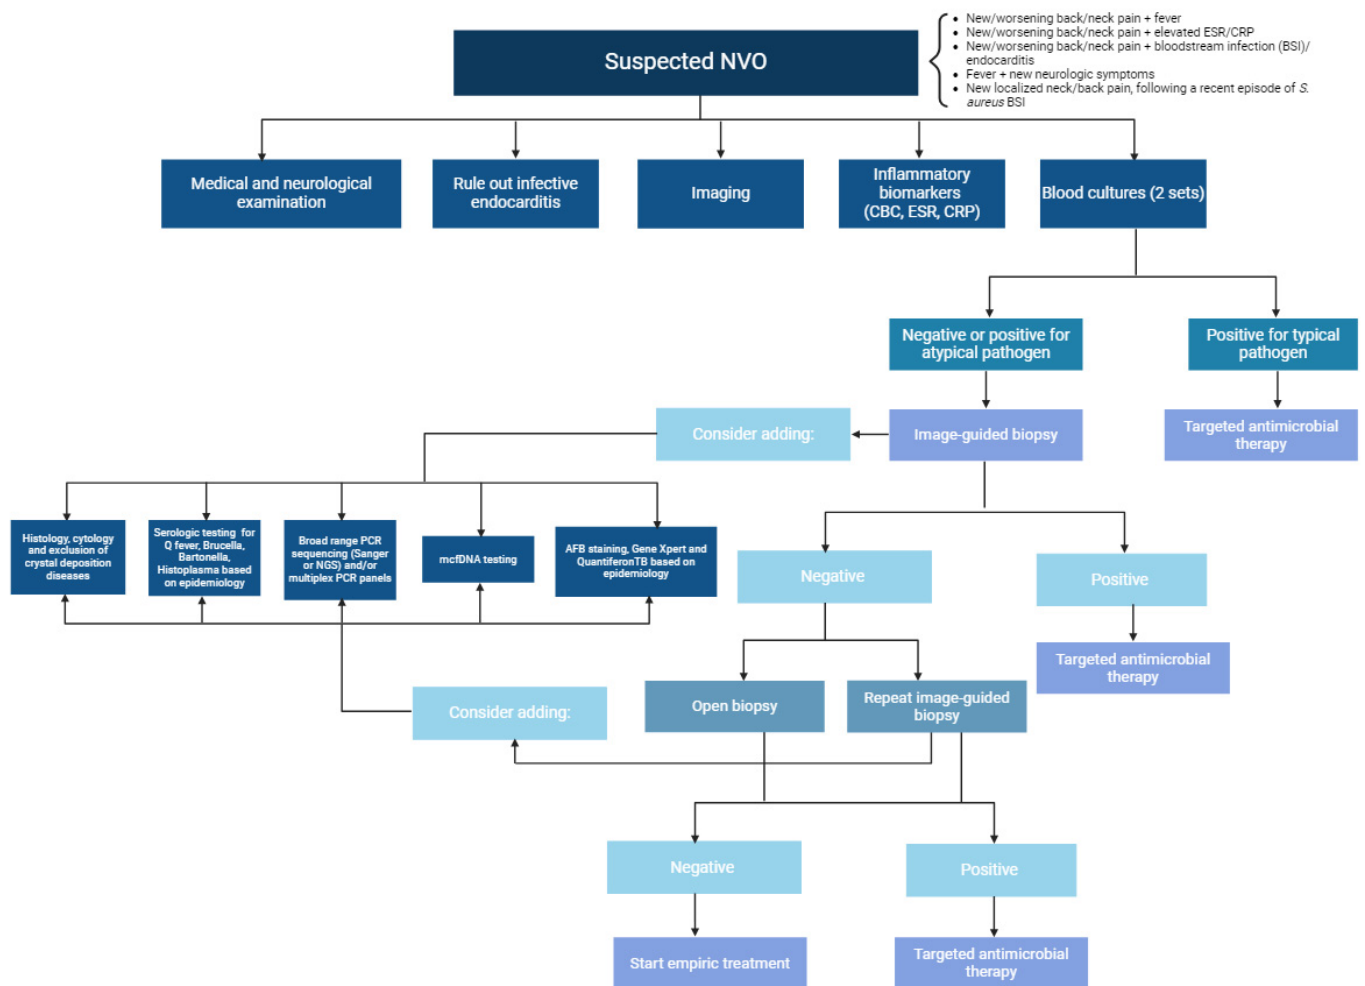 Suspected NVO
• New/worsening back/neck pain + fever
• New/worsening back/neck pain + elevated ESR/CRP
• New/worsening back/neck pain + bloodstream infection (BSI)/
endocarditis
• Fever + new neurologic symptoms
• New localized neck/back pain, following a recent episode of S.
aureus BSI
Medical and neurological
examination
Rule out infective
endocarditis
Imaging
Inflammatory
biomarkers
(CBC, ESR, CRP)
Blood cultures (2 sets)
Negative or positive for
atypical pathogen
Positive for typical
pathogen
Consider adding:
Image-guided biopsy
Targeted antimicrobial
therapy
Histology, cytology
and exclusion of
crystal deposition
diseases
Serologic testing for
Q fever, Brucella,
Bartonella,
Histoplasma based
on epidemiology
Broad range PCR
sequencing (Sanger
or NGS) and/or
multiplex PCR panels
mcfDNA testing
AFB staining, Gene Xpert and
QuantiferonTB based on
epidemiology
Negative
Positive
Targeted antimicrobial
therapy
Consider adding:
Open biopsy
Repeat image-guided
biopsy
Negative
Positive
Start empiric treatment
Targeted antimicrobial
therapy